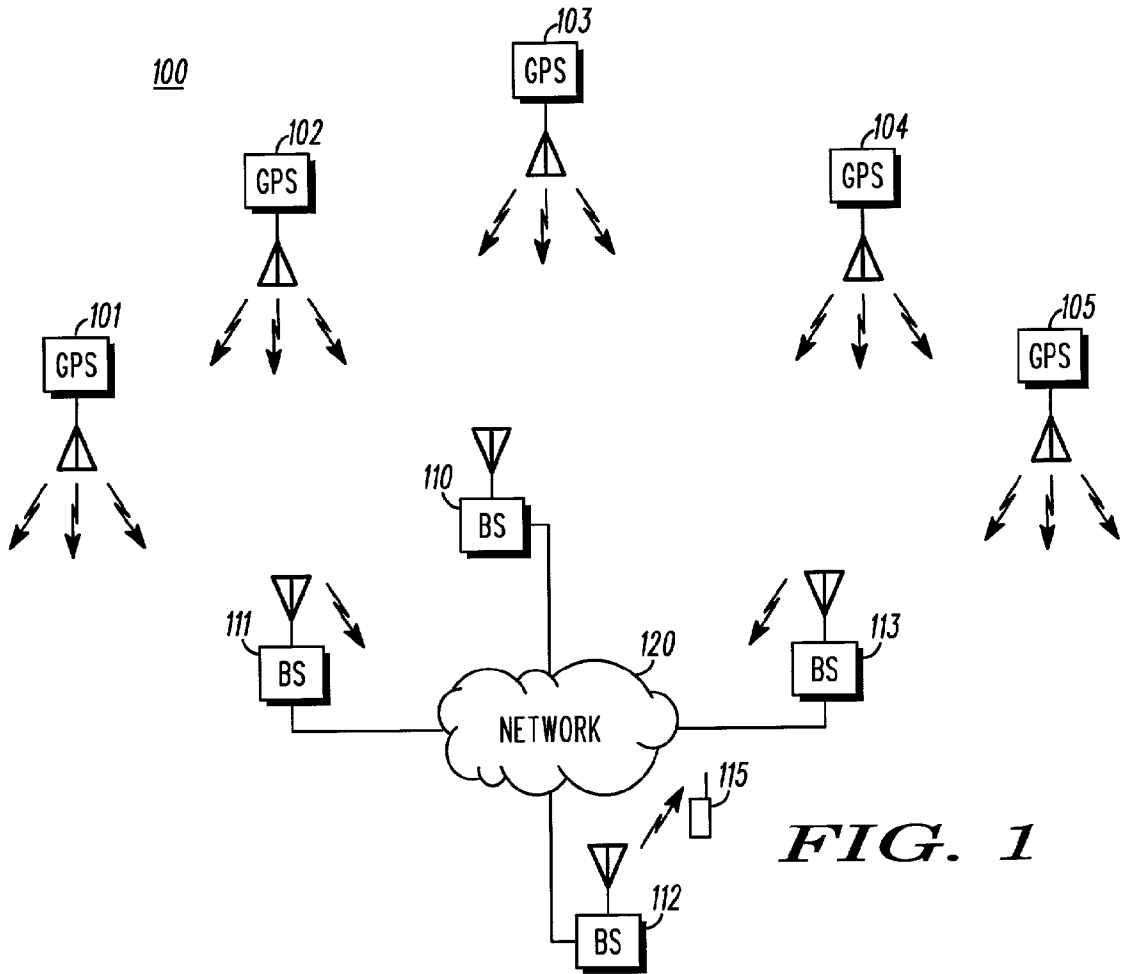 103
GPS
100
102
GPS
104
GPS
101
GPS
105
GPS
110
BS
111
BS
113
BS
120
NETWORK
115
FIG. 1
112
BS